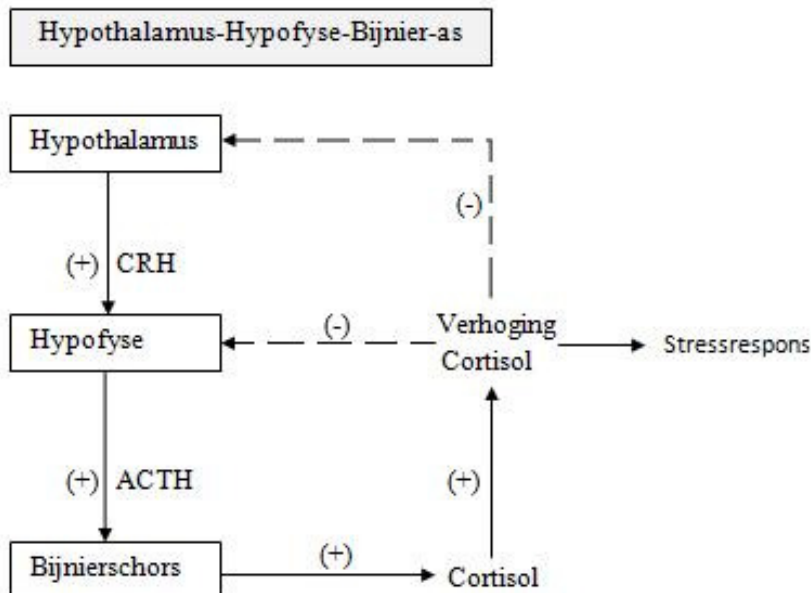 Hypothalamus-Hypofyse-Bijnier-as
Hypothalamus
(-)
(+) CRH
Hypofyse
(-)
Verhoging
Cortisol
Stressrespons
(+) ACTH
(+)
Bijnierschors
(+)
Cortisol